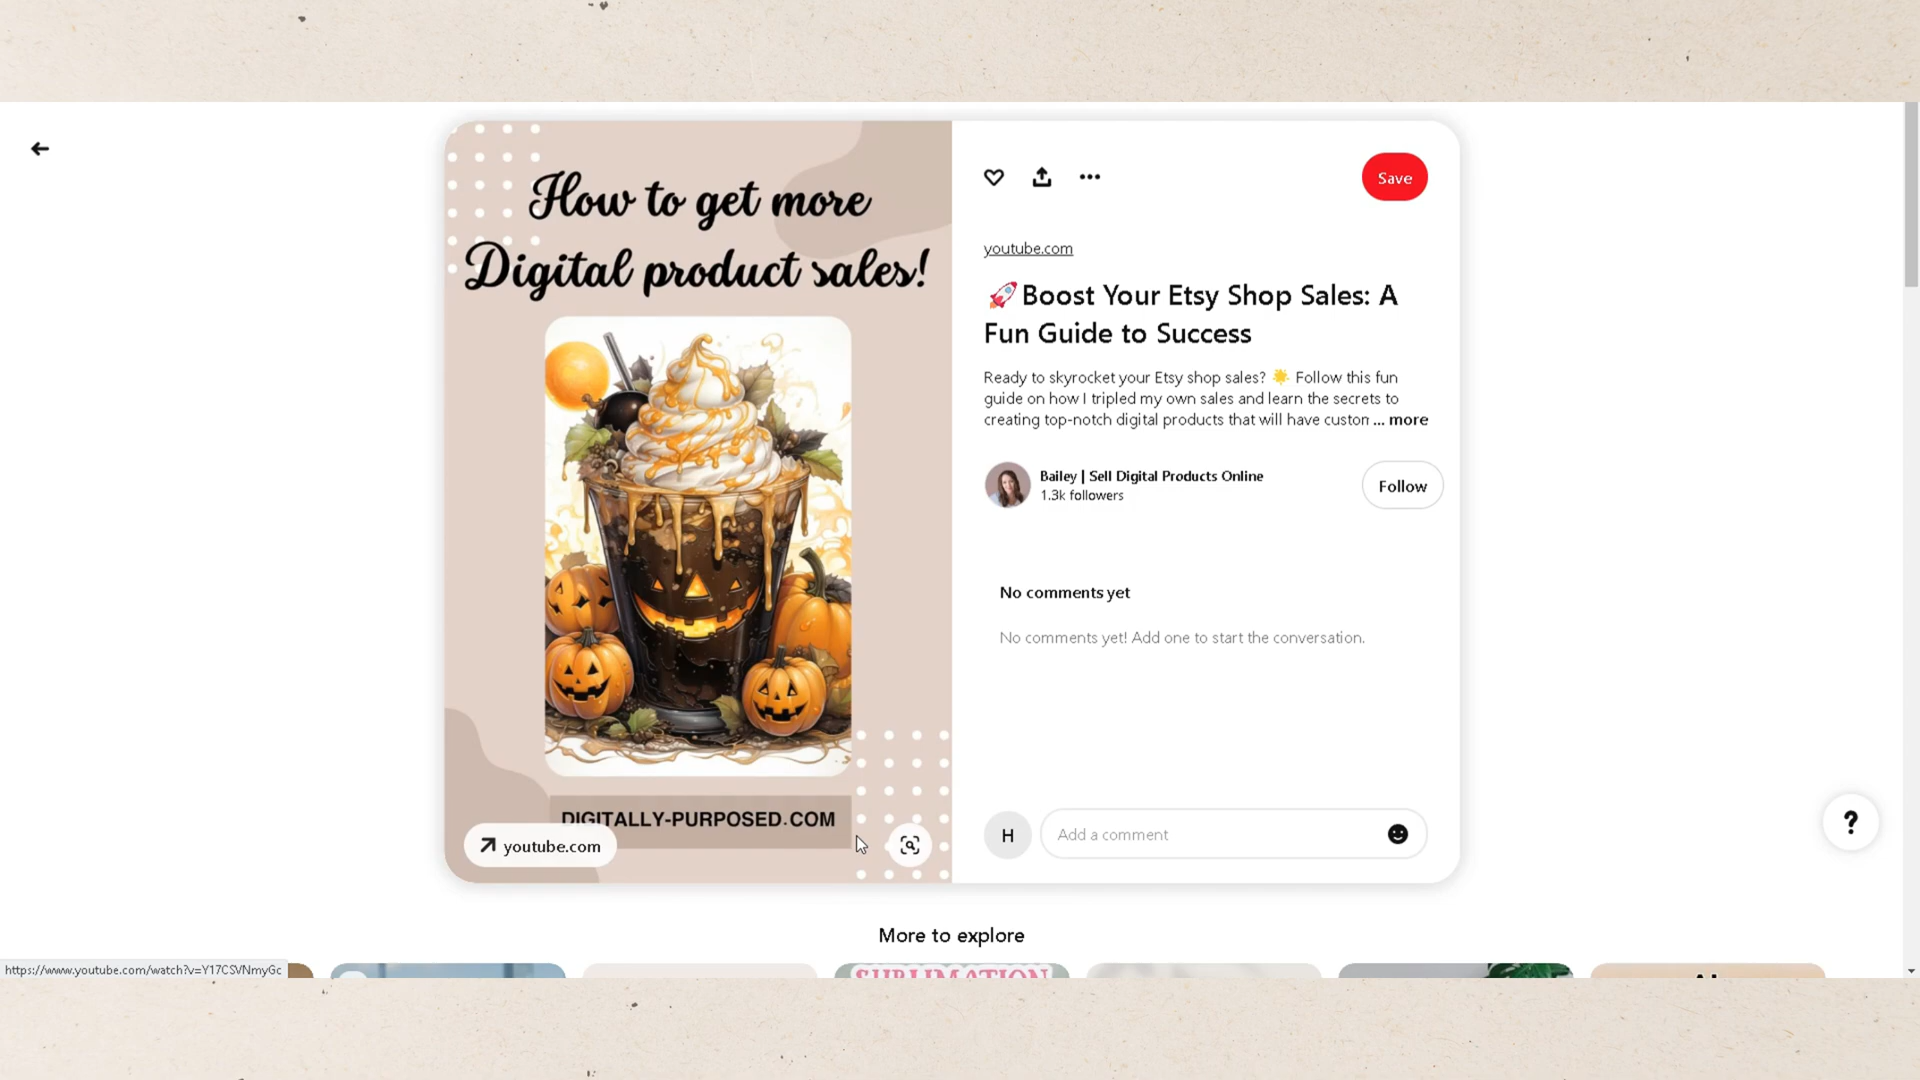 How to get more
Digital product sales!
DIGITALLY-PURPOSED.COM
youtube.com
Save
youtube.com
🚀Boost Your Etsy Shop Sales: A
Fun Guide to Success
Ready to skyrocket your Etsy shop sales? 🌟 Follow this fun
guide on how I tripled my own sales and learn the secrets to
creating top-notch digital products that will have custom ... more
Bailey | Sell Digital Products Online
1.3k followers
Follow
No comments yet
No comments yet! Add one to start the conversation.
H
Add a comment
?
More to explore
https://www.youtube.com/watch?v=Y17CSVNmyGc
SUBLIMATION